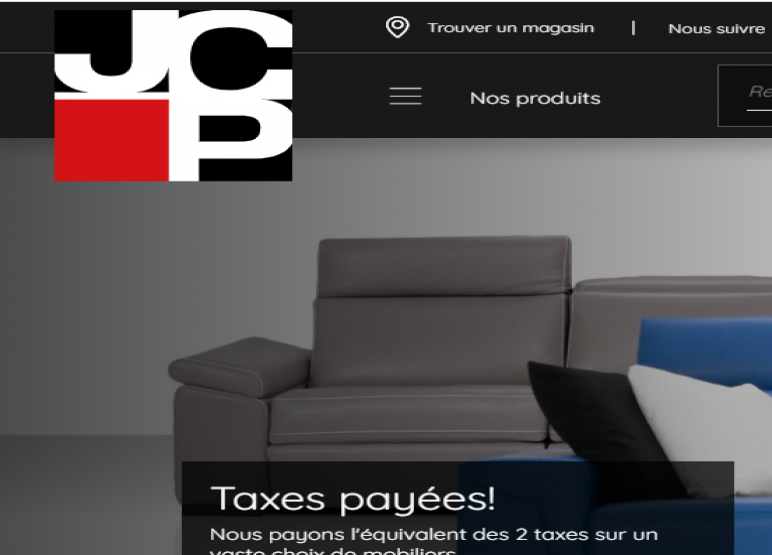 Trouver un magasin | Nous suivre
JCP
Nos produits
Re
Taxes payées!
Nous payons l'équivalent des 2 taxes sur un
vaste choix de mobiliers